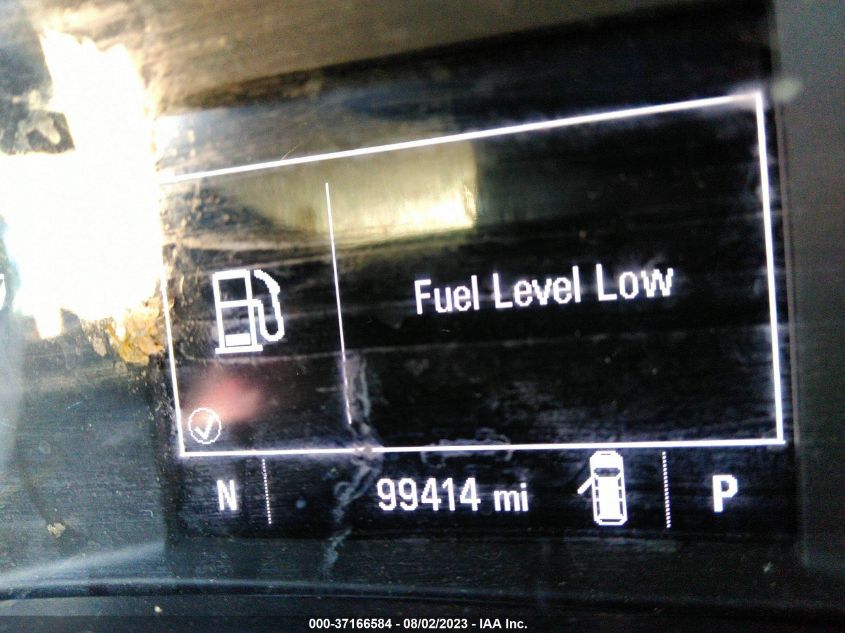 Fuel Level Low
N 99414 mi P
000-37166584 - 08/02/2023 - IAA Inc.